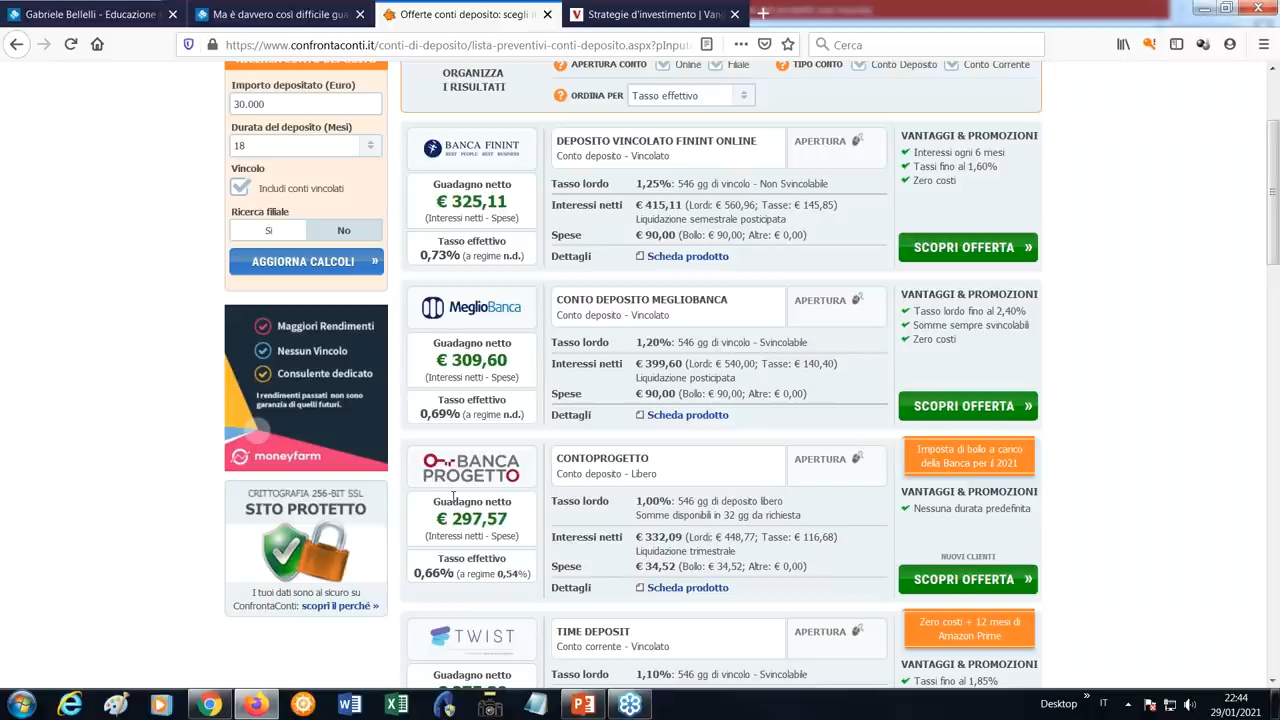 Gabriele Bellelli - Educazione
Ma è davvero così difficile gua
Offerte conti deposito: scegli i
Strategie d'investimento | Van
https://www.confrontaconti.it/conti-di-deposito/lista-preventivi-conti-deposito.aspx?pInpu
Cerca
Importo depositato (Euro)
30.000
Durata del deposito (Mesi)
18
Vincolo
Includi conti vincolati
Ricerca filiale
Si
No
AGGIORNA CALCOLI »
Maggiori Rendimenti
Nessun Vincolo
Consulente dedicato
I rendimenti passati non sono
garanzia di quelli futuri.
moneyfarm
CRITTOGRAFIA 256-BIT SSL
SITO PROTETTO
I tuoi dati sono al sicuro su
ConfrontaConti: scopri il perché »
ORGANIZZA
I RISULTATI
APERTURA CONTO
Online
Filiale
TIPO CONTO
Conto Deposito
Conto Corrente
ORDINA PER
Tasso effettivo
BANCA FININT
BEST PEOPLE BEST BUSINESS
Guadagno netto
€ 325,11
(Interessi netti - Spese)
Tasso effettivo
0,73% (a regime n.d.)
DEPOSITO VINCOLATO FININT ONLINE
Conto deposito - Vincolato
APERTURA
Tasso lordo 1,25%: 546 gg di vincolo - Non Svincolabile
Interessi netti € 415,11 (Lordi: € 560,96; Tasse: € 145,85)
Liquidazione semestrale posticipata
Spese € 90,00 (Bollo: € 90,00; Altre: € 0,00)
Dettagli Scheda prodotto
VANTAGGI & PROMOZIONI
Interessi ogni 6 mesi
Tassi fino al 1,60%
Zero costi
SCOPRI OFFERTA »
MeglioBanca
Guadagno netto
€ 309,60
(Interessi netti - Spese)
Tasso effettivo
0,69% (a regime n.d.)
CONTO DEPOSITO MEGLIOBANCA
Conto deposito - Vincolato
APERTURA
Tasso lordo 1,20%: 546 gg di vincolo - Svincolabile
Interessi netti € 399,60 (Lordi: € 540,00; Tasse: € 140,40)
Liquidazione posticipata
Spese € 90,00 (Bollo: € 90,00; Altre: € 0,00)
Dettagli Scheda prodotto
VANTAGGI & PROMOZIONI
Tasso lordo fino al 2,40%
Somme sempre svincolabili
Zero costi
SCOPRI OFFERTA »
BANCA
PROGETTO
Guadagno netto
€ 297,57
(Interessi netti - Spese)
Tasso effettivo
0,66% (a regime 0,54%)
CONTOPROGETTO
Conto deposito - Libero
APERTURA
Tasso lordo 1,00%: 546 gg di deposito libero
Somme disponibili in 32 gg da richiesta
Interessi netti € 332,09 (Lordi: € 448,77; Tasse: € 116,68)
Liquidazione trimestrale
Spese € 34,52 (Bollo: € 34,52; Altre: € 0,00)
Dettagli Scheda prodotto
Imposta di bollo a carico
della Banca per il 2021
VANTAGGI & PROMOZIONI
Nessuna durata predefinita
NUOVI CLIENTI
SCOPRI OFFERTA »
TWIST
Guadagno netto
TIME DEPOSIT
Conto corrente - Vincolato
APERTURA
Tasso lordo 1,10%: 546 gg di vincolo - Svincolabile
Zero costi + 12 mesi di
Amazon Prime
VANTAGGI & PROMOZIONI
Tassi fino al 1,85%
Desktop
IT
22:44
29/01/2021